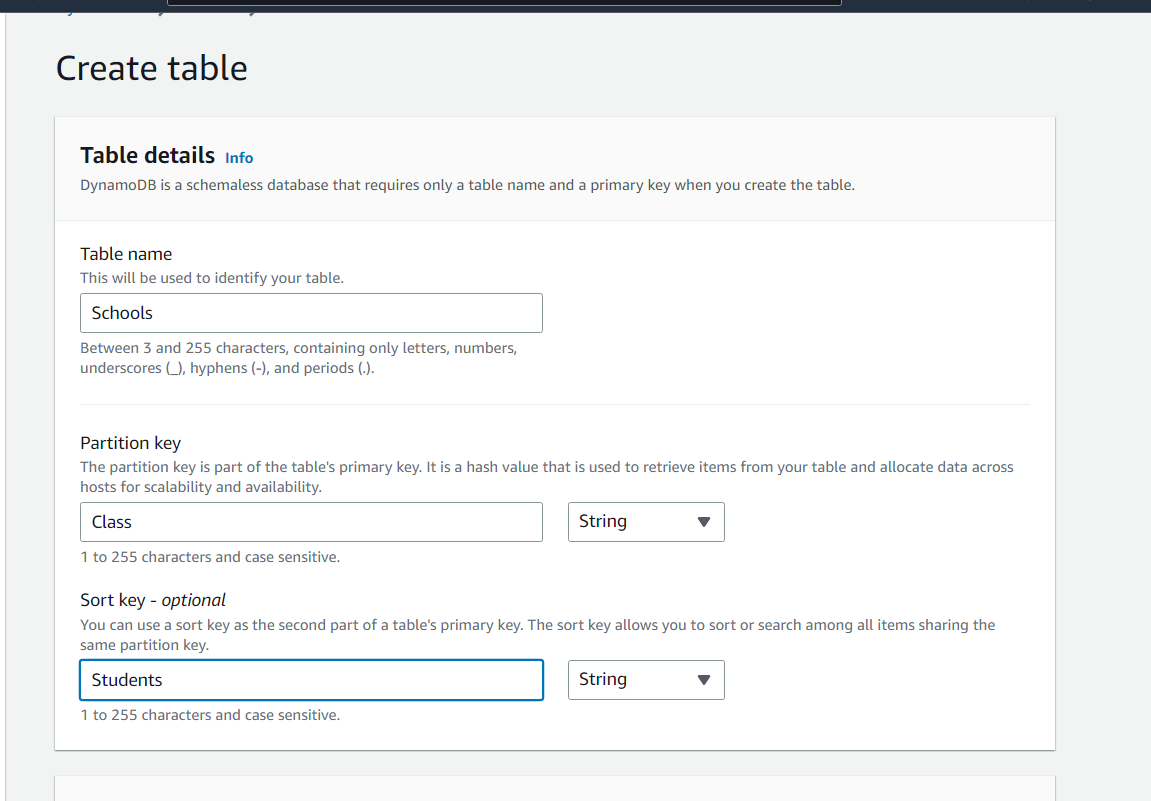 Create table
Table details Info
DynamoDB is a schemaless database that requires only a table name and a primary key when you create the table.
Table name
This will be used to identify your table.
Schools
Between 3 and 255 characters, containing only letters, numbers,
underscores (_), hyphens (-), and periods (.).
Partition key
The partition key is part of the table's primary key. It is a hash value that is used to retrieve items from your table and allocate data across
hosts for scalability and availability.
Class String
1 to 255 characters and case sensitive.
Sort key - optional
You can use a sort key as the second part of a table's primary key. The sort key allows you to sort or search among all items sharing the
same partition key.
Students String
1 to 255 characters and case sensitive.